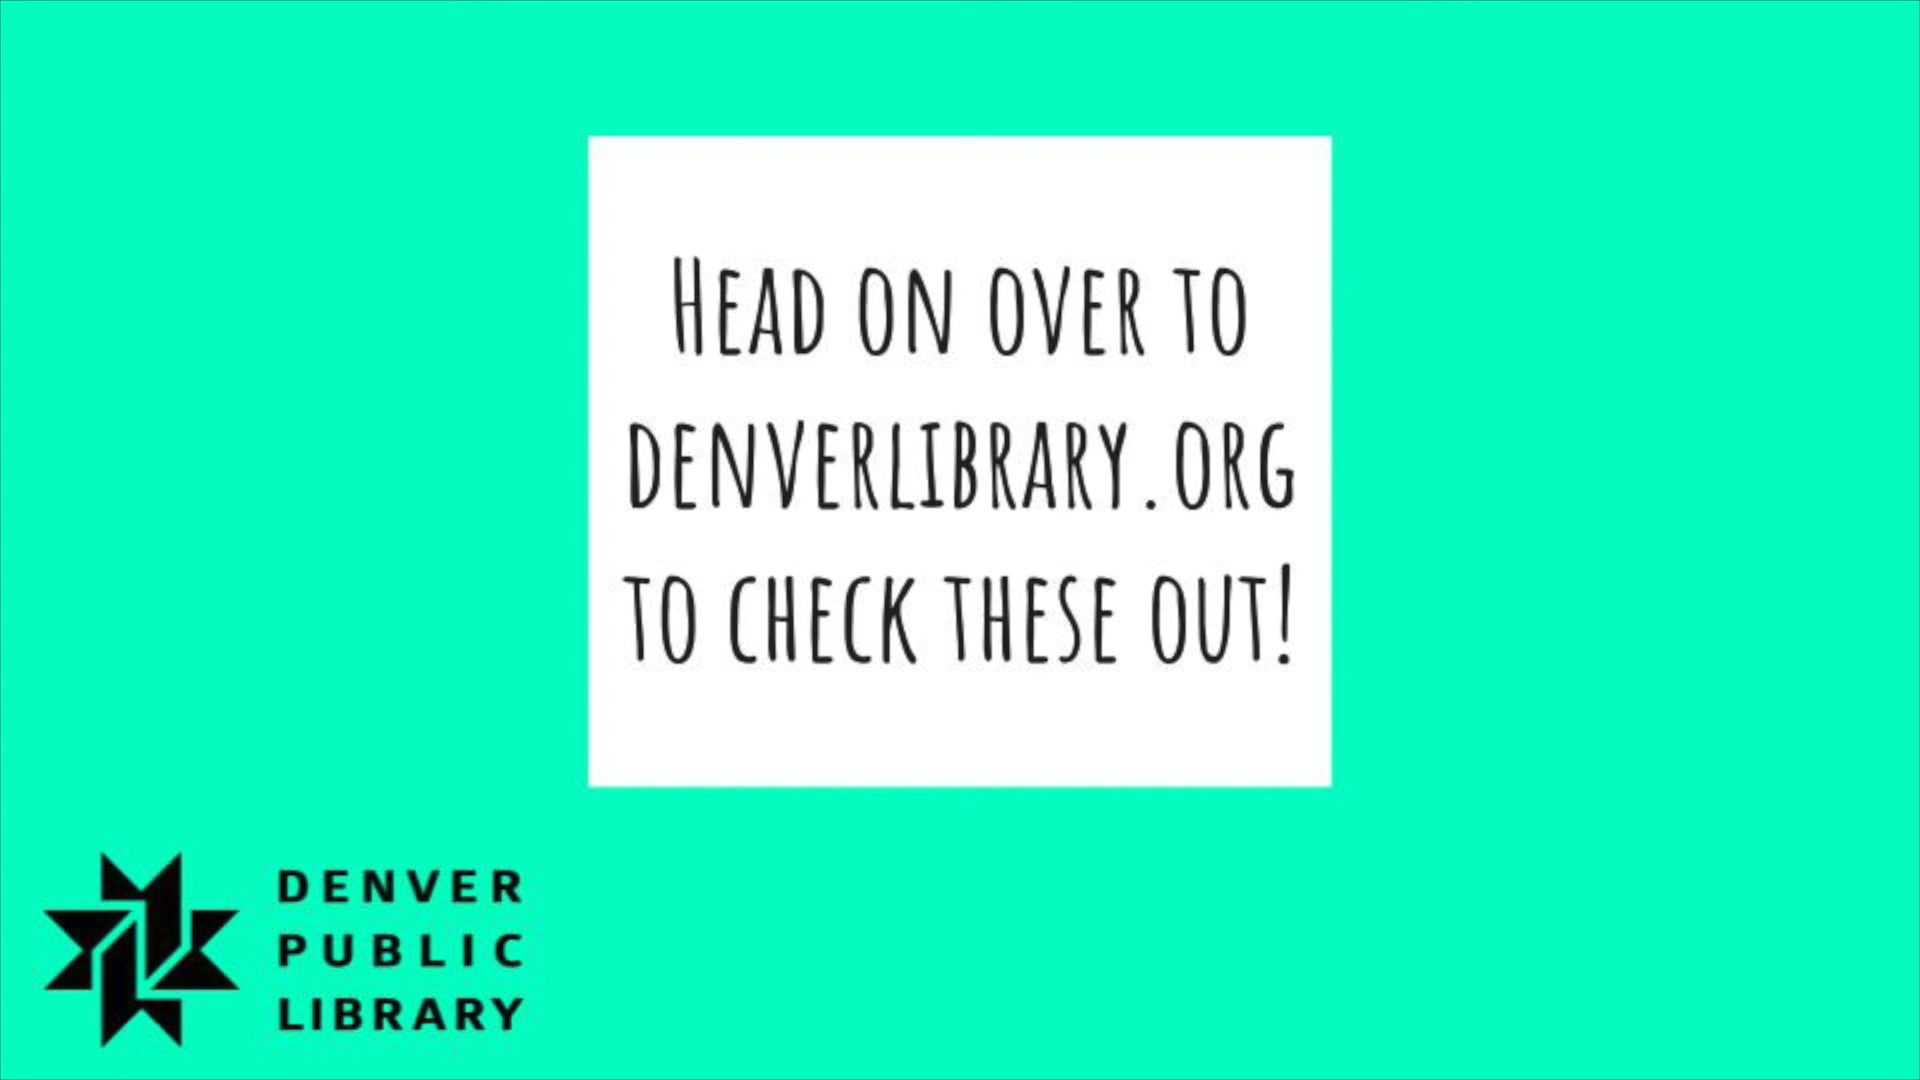 HEAD ON OVER TO
DENVERLIBRARY.ORG
TO CHECK THESE OUT!
DENVER
PUBLIC
LIBRARY